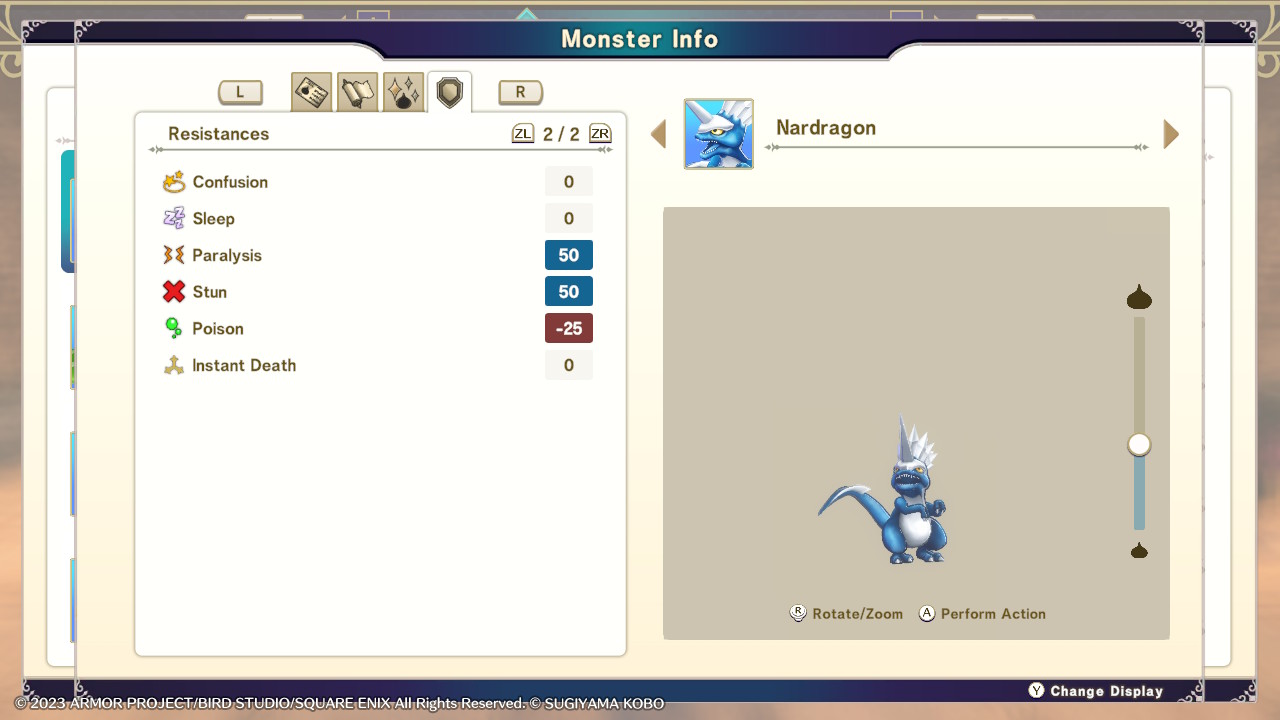 Monster Info
L
R
Resistances
ZL 2 / 2 ZR
Confusion 0
Sleep 0
Paralysis 50
Stun 50
Poison -25
Instant Death 0
Nardragon
R Rotate/Zoom A Perform Action
Y Change Display
© 2023 ARMOR PROJECT/BIRD STUDIO/SQUARE ENIX All Rights Reserved. © SUGIYAMA KOBO